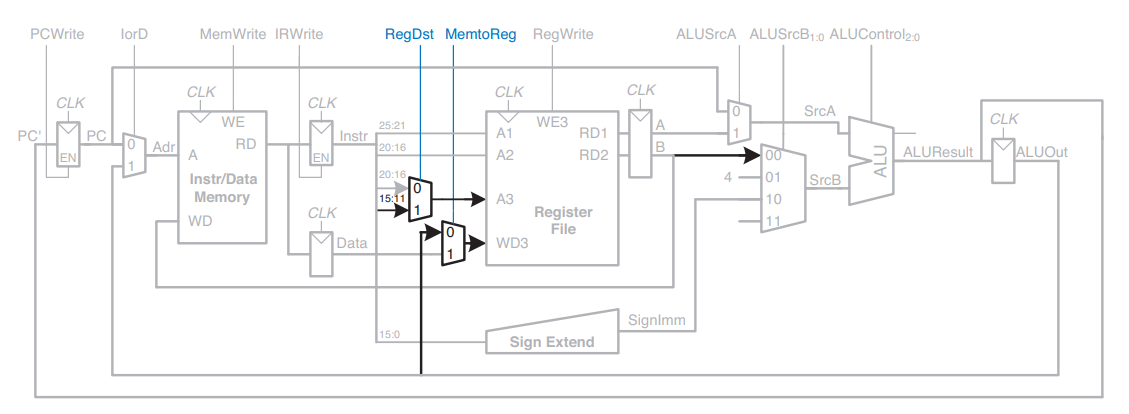 PCWrite IorD MemWrite IRWrite RegDst MemtoReg RegWrite ALUSrcA ALUSrcB1:0 ALUControl2:0
CLK CLK CLK CLK CLK CLK
PC' PC EN
0 1 Adr
WE A RD
Instr/Data
Memory
WD
EN Instr
CLK
Data
25:21
20:16
20:16
15:11
15:0
0 1
0 1
A1 A2 A3 WD3 WE3 RD1 RD2
Register
File
A
B
0 1
SrcA
4
00 01 10 11
SrcB
ALU
ALUResult
ALUOut
SignImm
Sign Extend